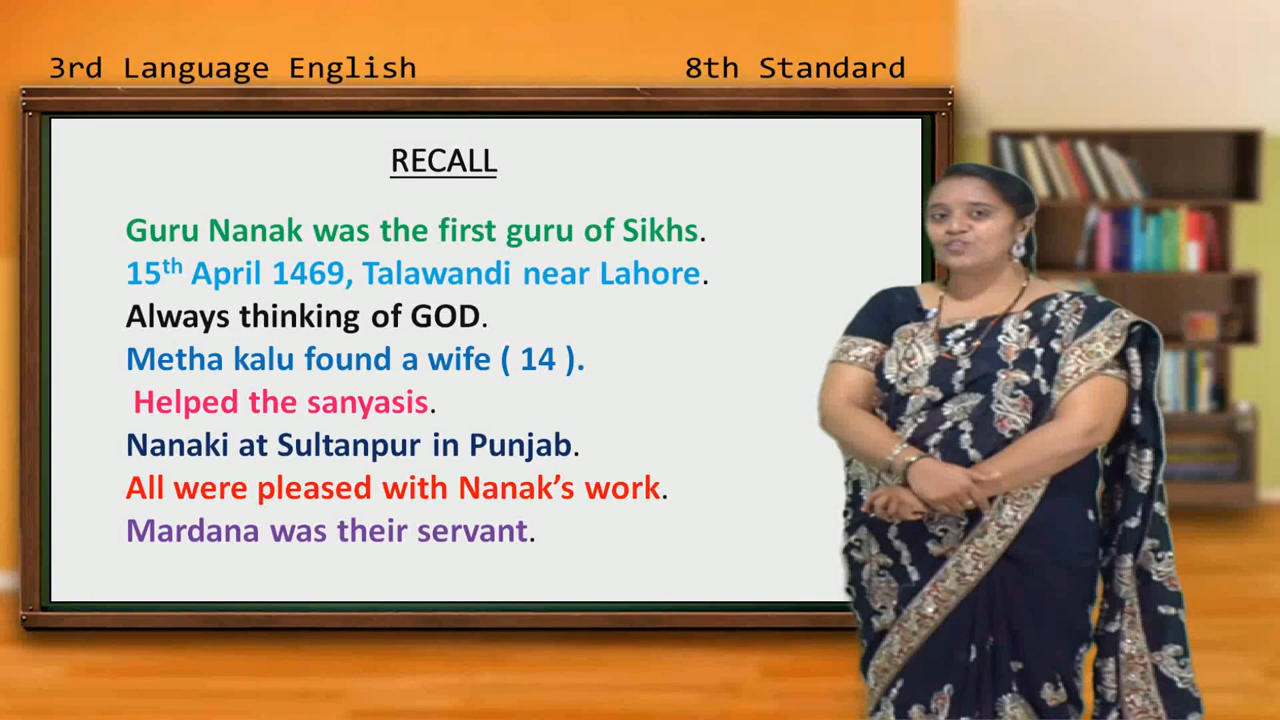 3rd Language English 8th Standard
RECALL
Guru Nanak was the first guru of Sikhs.
15th April 1469, Talawandi near Lahore.
Always thinking of GOD.
Metha kalu found a wife ( 14 ).
Helped the sanyasis.
Nanaki at Sultanpur in Punjab.
All were pleased with Nanak’s work.
Mardana was their servant.